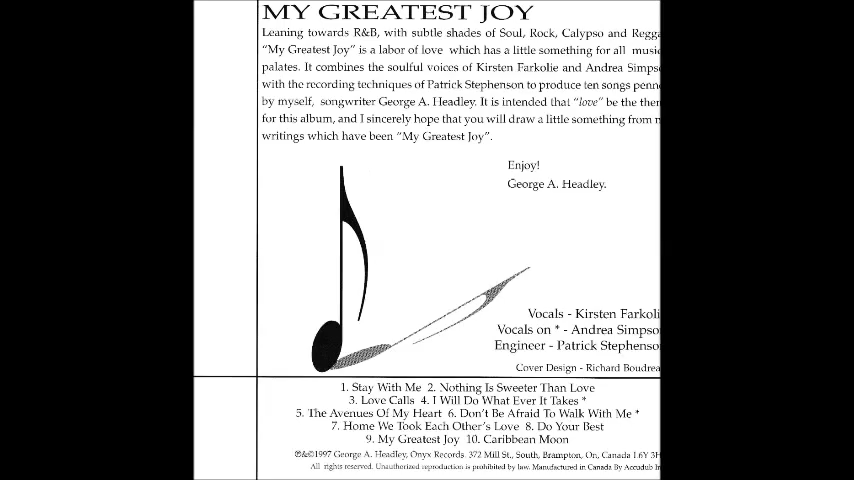 MY GREATEST JOY
Leaning towards R&B, with subtle shades of Soul, Rock, Calypso and Regga
"My Greatest Joy" is a labor of love which has a little something for all music
palates. It combines the soulful voices of Kirsten Farkolie and Andrea Simpso
with the recording techniques of Patrick Stephenson to produce ten songs penne
by myself, songwriter George A. Headley. It is intended that "love" be the them
for this album, and I sincerely hope that you will draw a little something from m
writings which have been "My Greatest Joy".
Enjoy!
George A. Headley.
Vocals - Kirsten Farkoli
Vocals on * - Andrea Simpso
Engineer - Patrick Stephenso
Cover Design - Richard Boudrea
1. Stay With Me 2. Nothing Is Sweeter Than Love
3. Love Calls 4. I Will Do What Ever It Takes *
5. The Avenues Of My Heart 6. Don't Be Afraid To Walk With Me *
7. Home We Took Each Other's Love 8. Do Your Best
9. My Greatest Joy 10. Caribbean Moon
℗&©1997 George A. Headley, Onyx Records 372 Mill St., South, Brampton, On, Canada L6Y 3H
All rights reserved. Unauthorized reproduction is prohibited by law. Manufactured in Canada By Accudub In